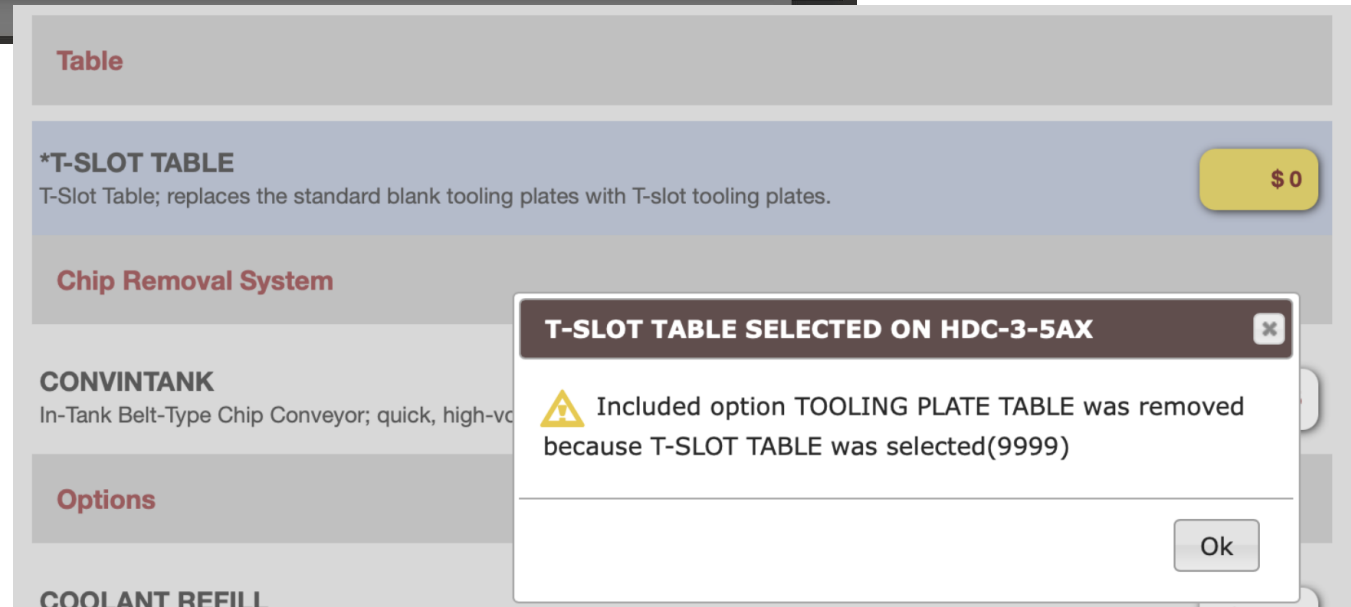 Table
*T-SLOT TABLE
$ 0
T-Slot Table; replaces the standard blank tooling plates with T-slot tooling plates.
Chip Removal System
T-SLOT TABLE SELECTED ON HDC-3-5AX
CONVINTANK
In-Tank Belt-Type Chip Conveyor; quick,
Included option TOOLING PLATE TABLE was removed
because T-SLOT TABLE was selected(9999)
Options
Ok
COOLANT REFILL